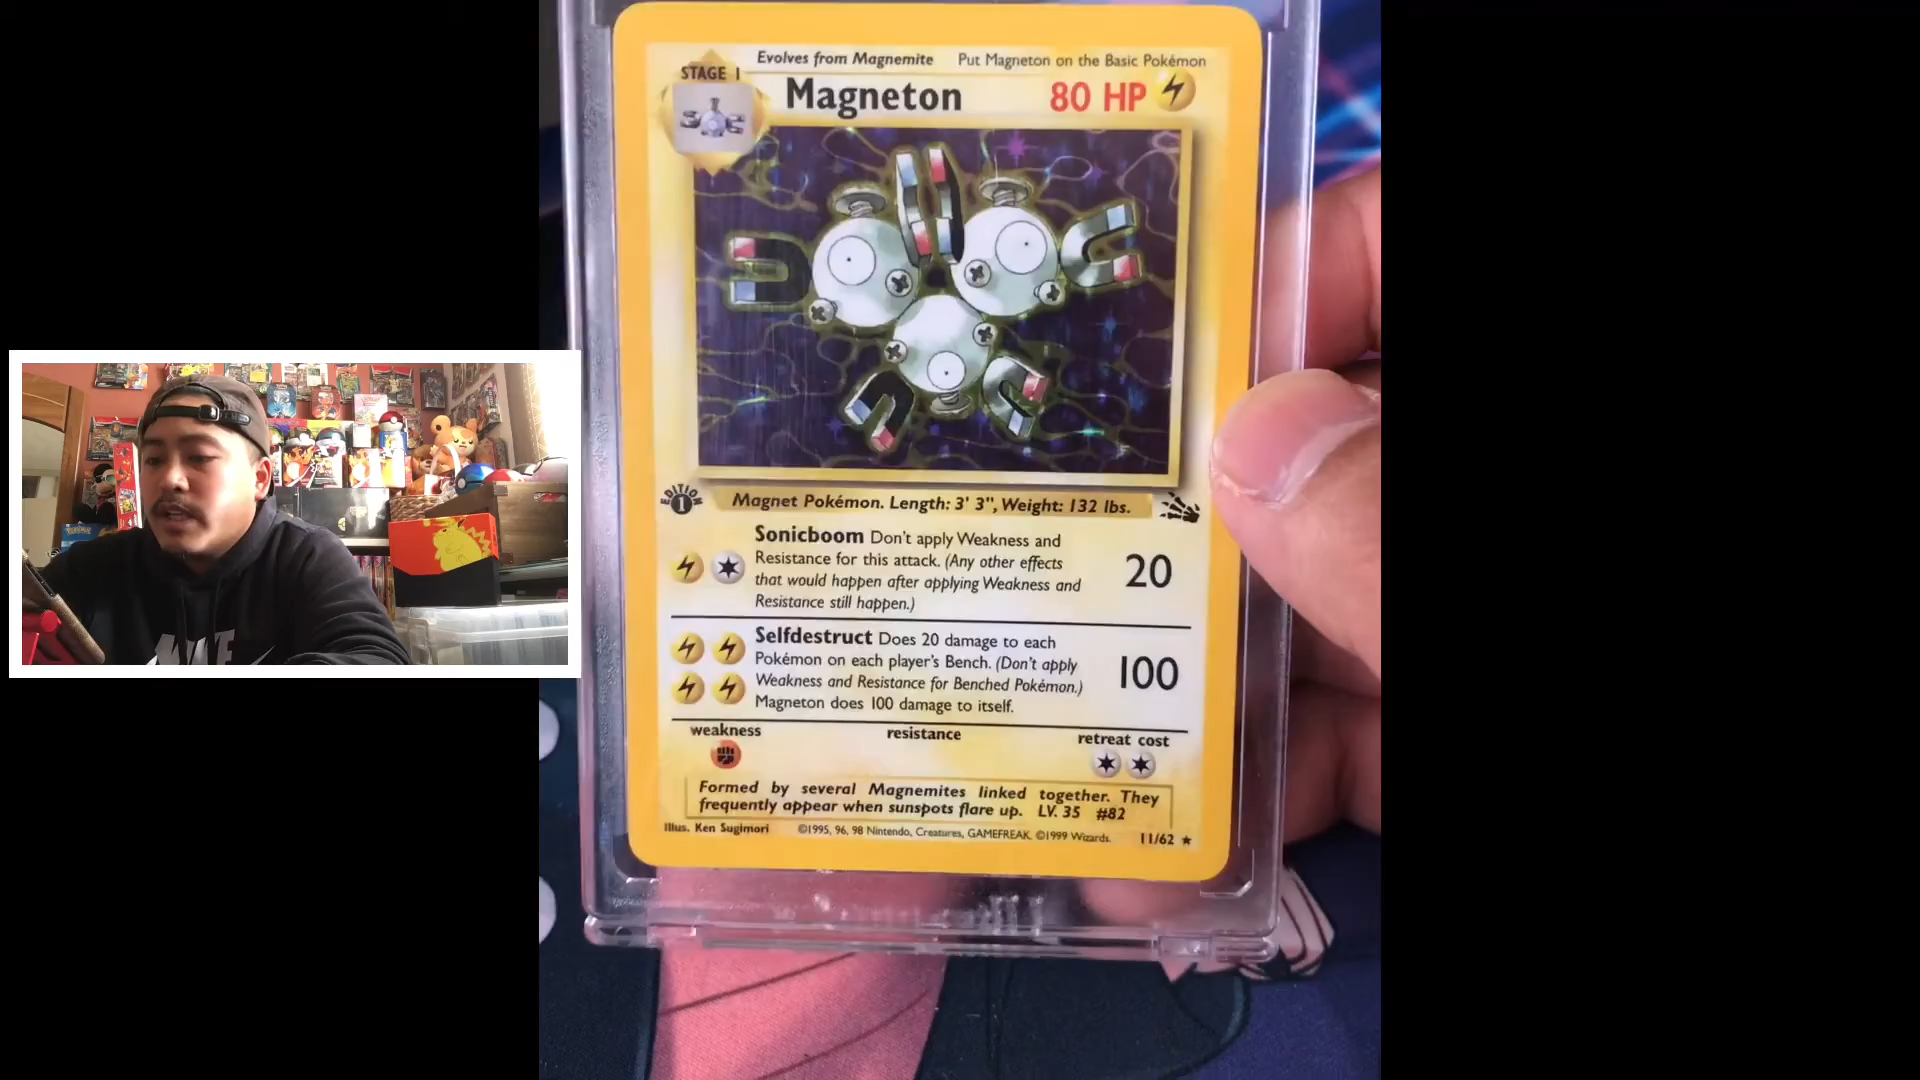 Evolves from Magnemite Put Magneton on the Basic Pokémon
STAGE 1
Magneton 80 HP
EDITION 1
Magnet Pokémon. Length: 3' 3", Weight: 132 lbs.
Sonicboom Don't apply Weakness and
Resistance for this attack. (Any other effects
that would happen after applying Weakness and
Resistance still happen.)
20
Selfdestruct Does 20 damage to each
Pokémon on each player's Bench. (Don't apply
Weakness and Resistance for Benched Pokémon.)
Magneton does 100 damage to itself.
100
weakness resistance retreat cost
Formed by several Magnemites linked together. They
frequently appear when sunspots flare up. LV. 35 #82
Illus. Ken Sugimori ©1995, 96, 98 Nintendo, Creatures, GAMEFREAK. ©1999 Wizards. 11/62
NIKE